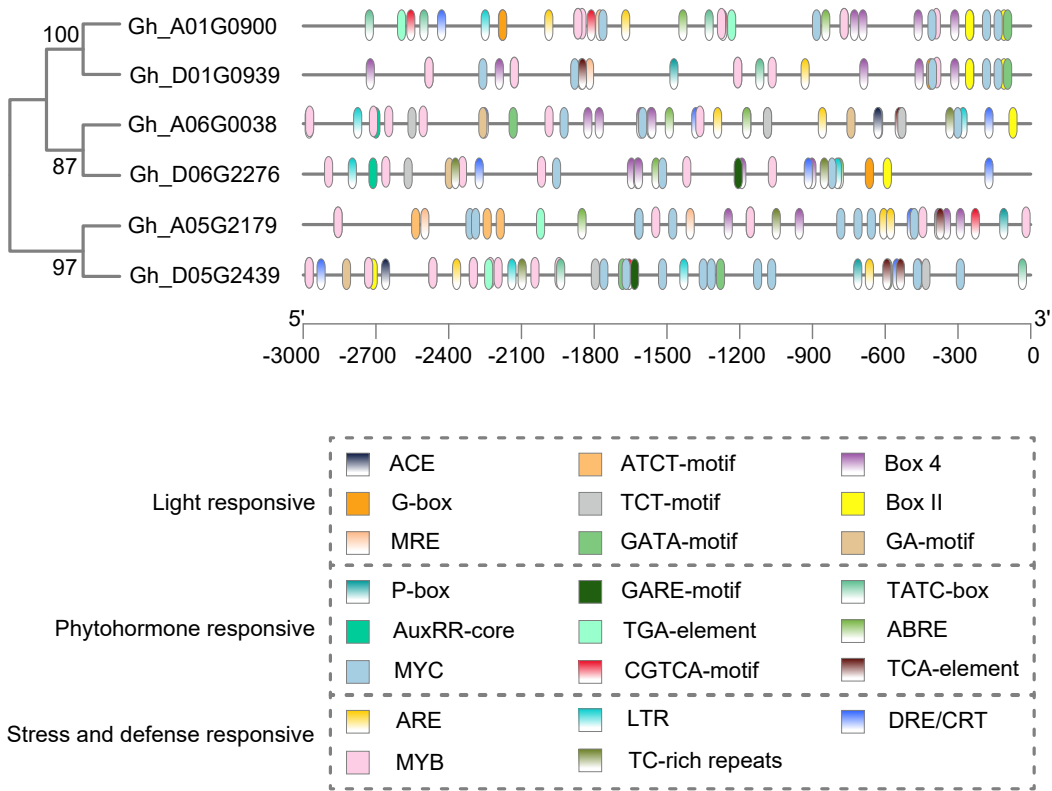 Gh_A01G0900
100
Gh_D01G0939
Gh_A06G0038
87
Gh_D06G2276
Gh_A05G2179
97
Gh_D05G2439
5' 3'
-3000 -2700 -2400 -2100 -1800 -1500 -1200 -900 -600 -300 0
ACE ATCT-motif Box 4
Light responsive G-box TCT-motif Box II
MRE GATA-motif GA-motif
P-box GARE-motif TATC-box
Phytohormone responsive AuxRR-core TGA-element ABRE
MYC CGTCA-motif TCA-element
ARE LTR DRE/CRT
Stress and defense responsive
MYB TC-rich repeats